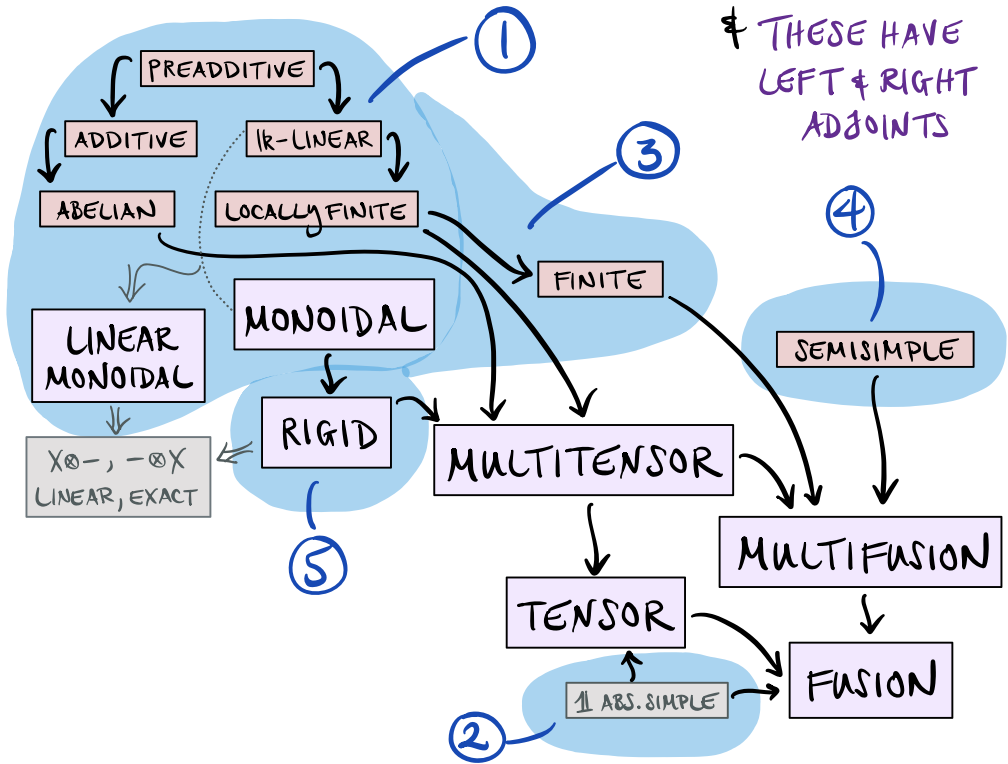 ①
& THESE HAVE
LEFT & RIGHT
ADJOINTS
PREADDITIVE
ADDITIVE
𝕜-LINEAR
③
ABELIAN
LOCALLY FINITE
④
FINITE
MONOIDAL
LINEAR
MONOIDAL
SEMISIMPLE
RIGID
X⊗-, -⊗X
LINEAR, EXACT
MULTITENSOR
⑤
MULTIFUSION
TENSOR
FUSION
𝟙 ABS. SIMPLE
②